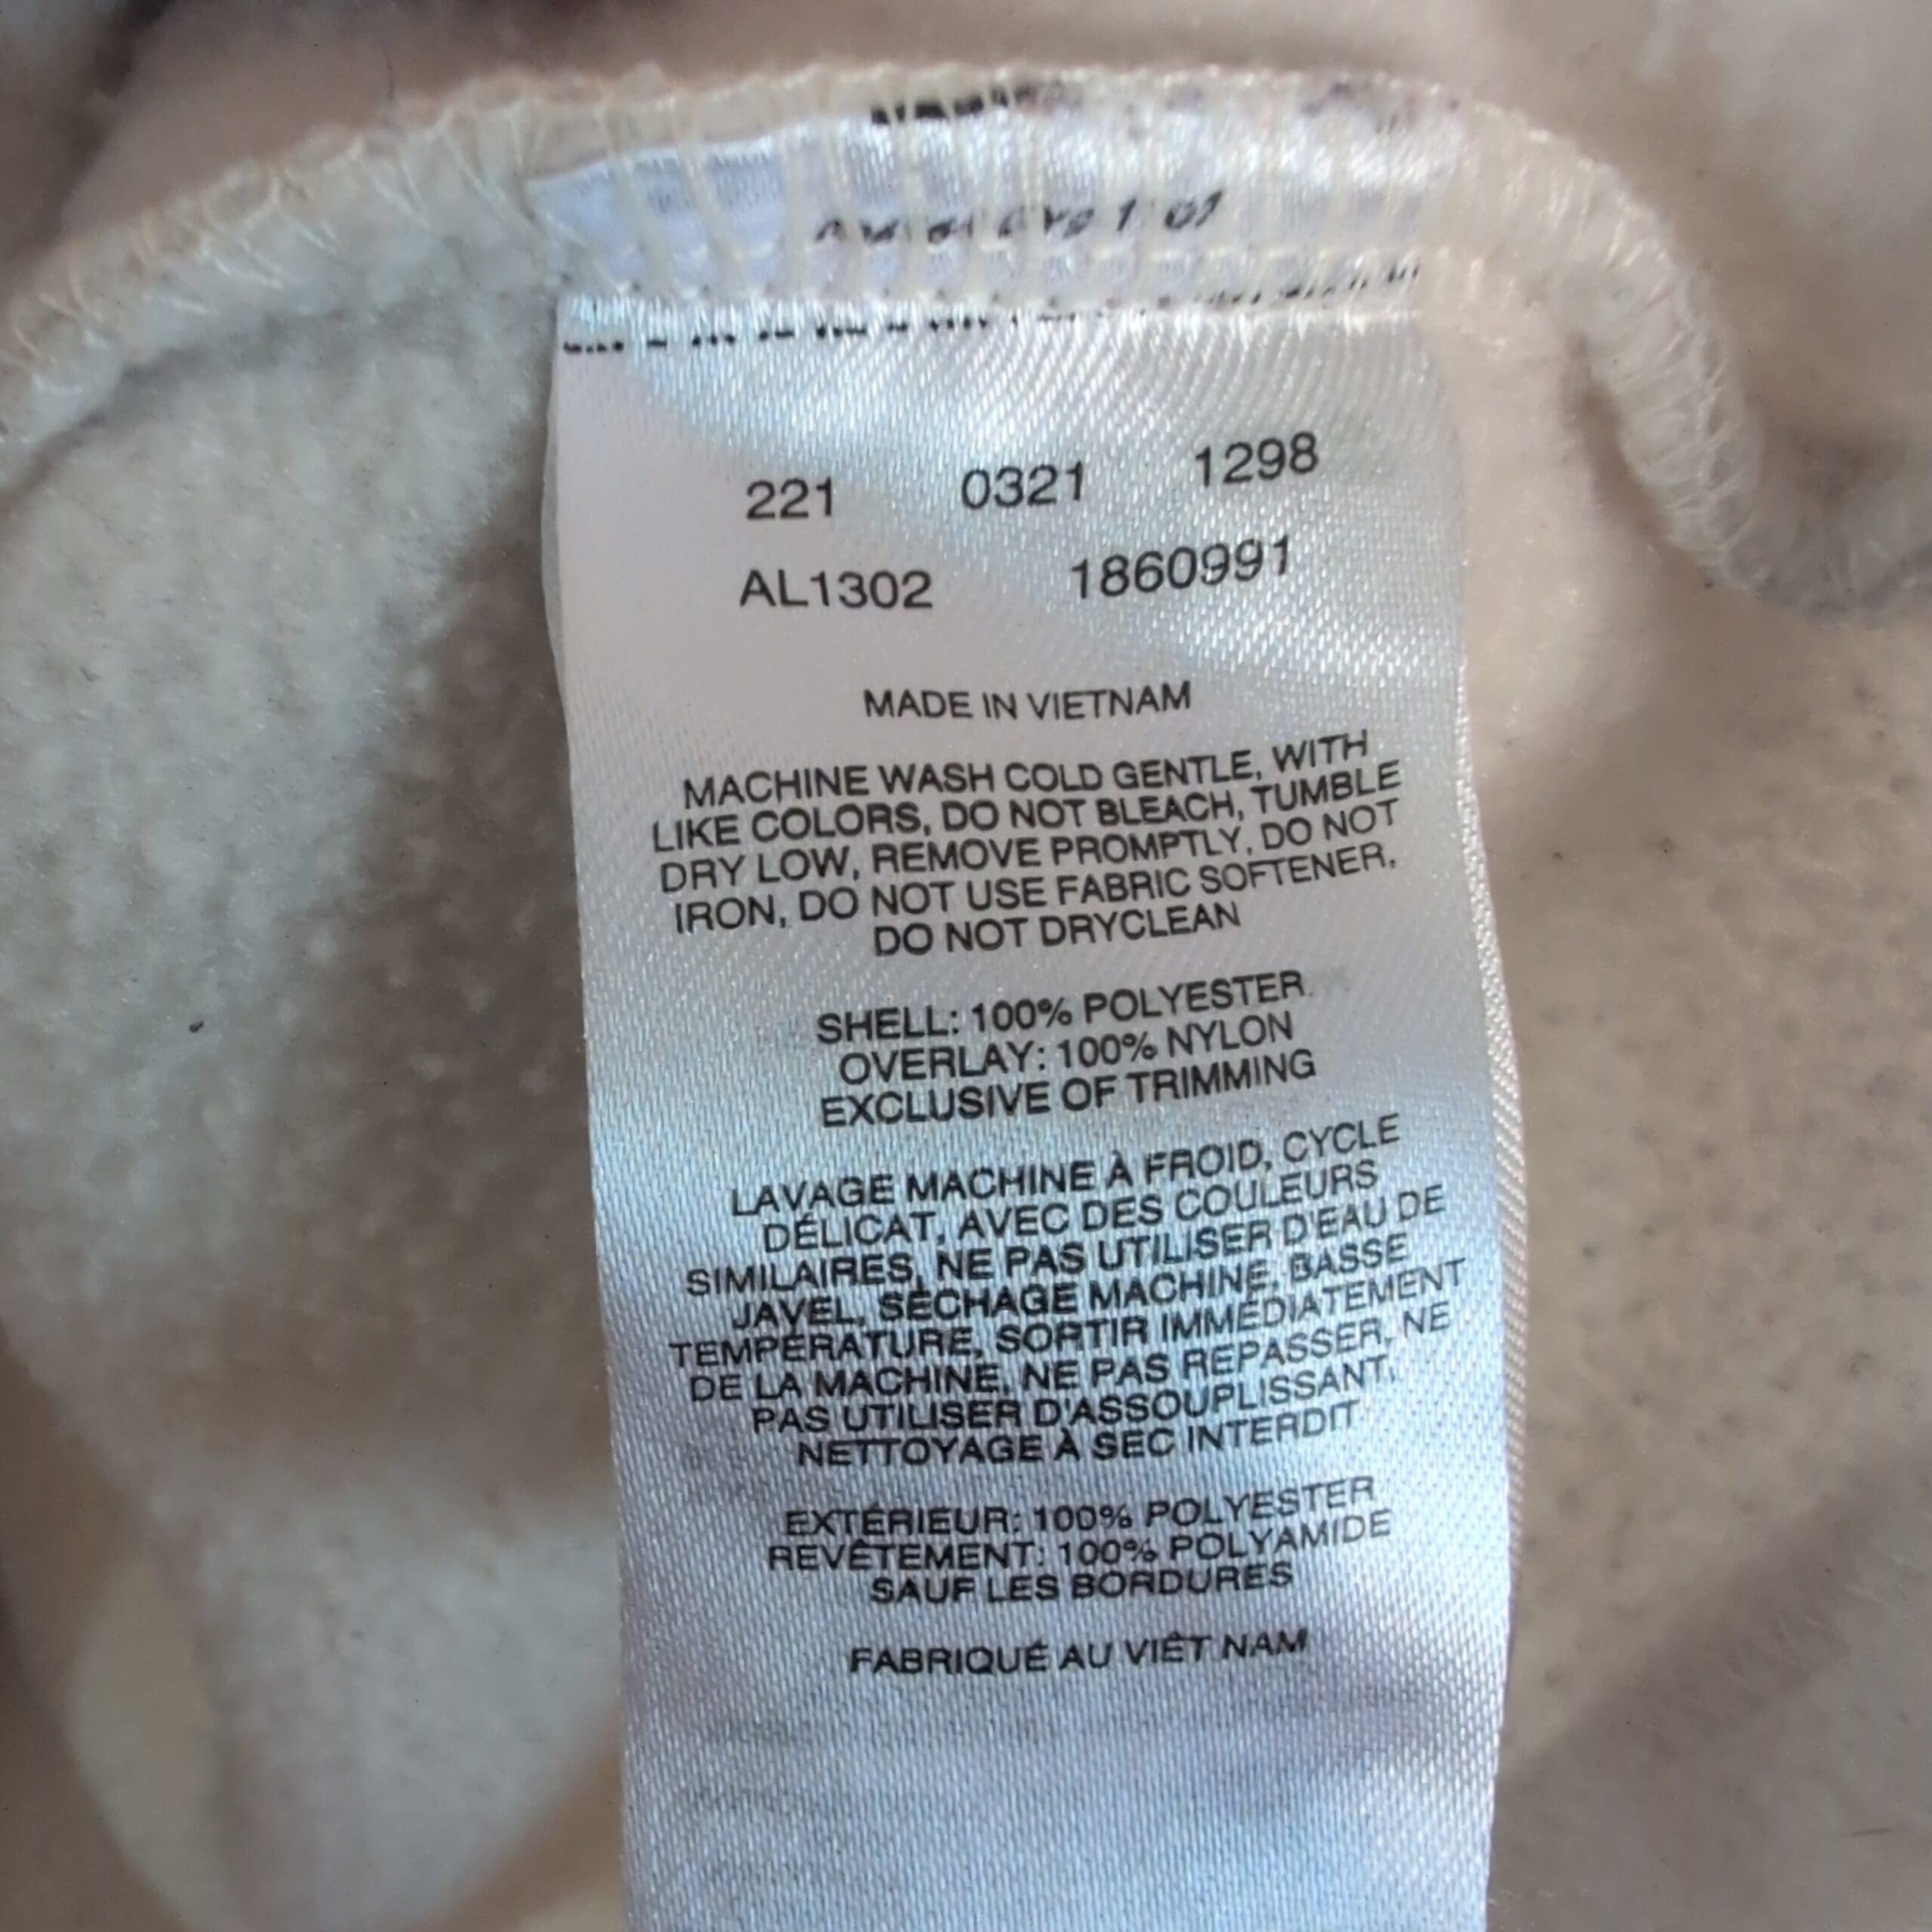 221 0321 1298
AL1302 1860991
MADE IN VIETNAM
MACHINE WASH COLD GENTLE, WITH
LIKE COLORS, DO NOT BLEACH, TUMBLE
DRY LOW, REMOVE PROMPTLY, DO NOT
IRON, DO NOT USE FABRIC SOFTENER,
DO NOT DRYCLEAN
SHELL: 100% POLYESTER
OVERLAY: 100% NYLON
EXCLUSIVE OF TRIMMING
LAVAGE MACHINE À FROID, CYCLE
DÉLICAT, AVEC DES COULEURS
SIMILAIRES, NE PAS UTILISER D'EAU DE
JAVEL, SÉCHAGE MACHINE, BASSE
TEMPÉRATURE, SORTIR IMMÉDIATEMENT
DE LA MACHINE, NE PAS REPASSER, NE
PAS UTILISER D'ASSOUPLISSANT,
NETTOYAGE À SEC INTERDIT
EXTÉRIEUR: 100% POLYESTER
REVÊTEMENT: 100% POLYAMIDE
SAUF LES BORDURES
FABRIQUÉ AU VIÊT NAM